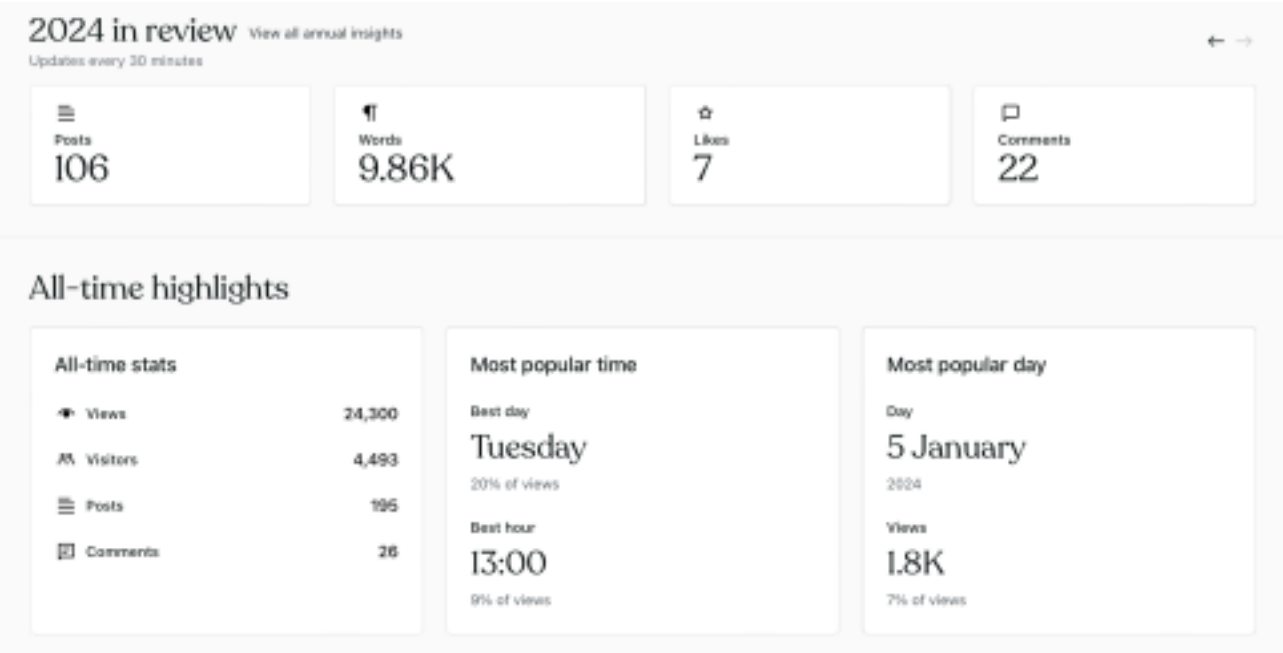 2024 in review View all annual insights
Updates every 30 minutes
Posts
106
Words
9.86K
Likes
7
Comments
22
All-time highlights
All-time stats
Views 24,300
Visitors 4,493
Posts 195
Comments 26
Most popular time
Best day
Tuesday
20% of views
Best hour
13:00
9% of views
Most popular day
Day
5 January
2024
Views
1.8K
7% of views